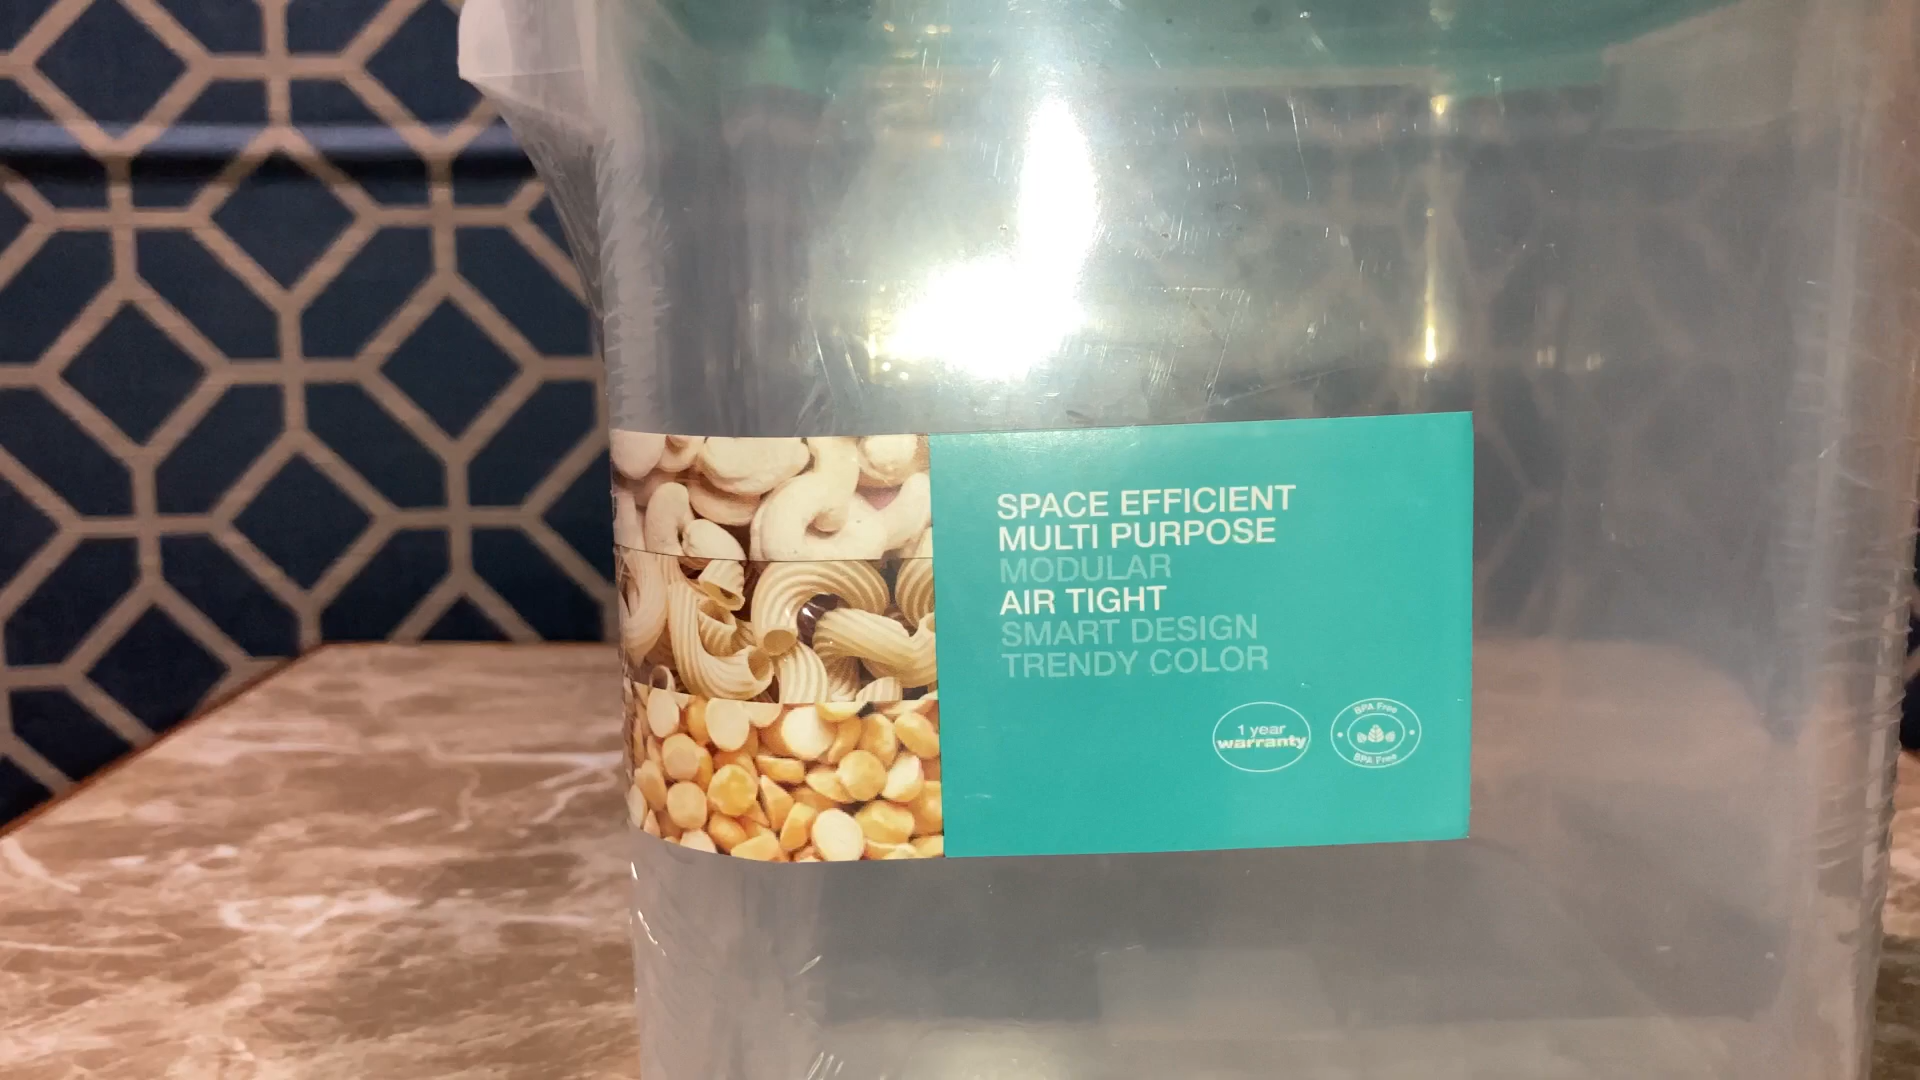 SPACE EFFICIENT
MULTI PURPOSE
MODULAR
AIR TIGHT
SMART DESIGN
TRENDY COLOR
1 year
warranty
BPA Free
BPA Free